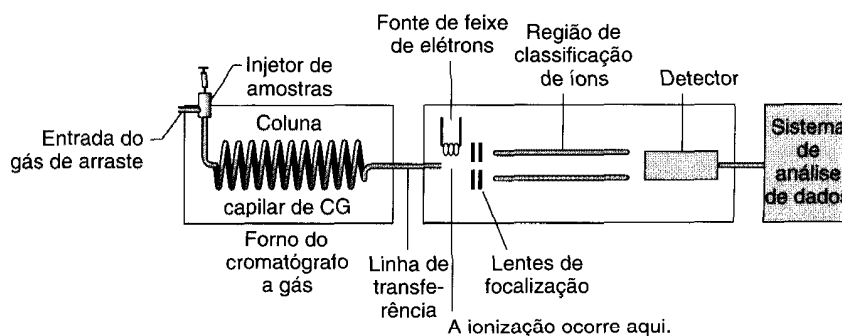 Fonte de feixe
de elétrons
Região de
classificação
de íons
Detector
Injetor de
amostras
Entrada do
gás de arraste
Coluna
capilar de CG
Forno do
cromatógrafo
a gás
Linha de
transfe-
rência
Lentes de
focalização
A ionização ocorre aqui.
Sistema
de
análise
de dados